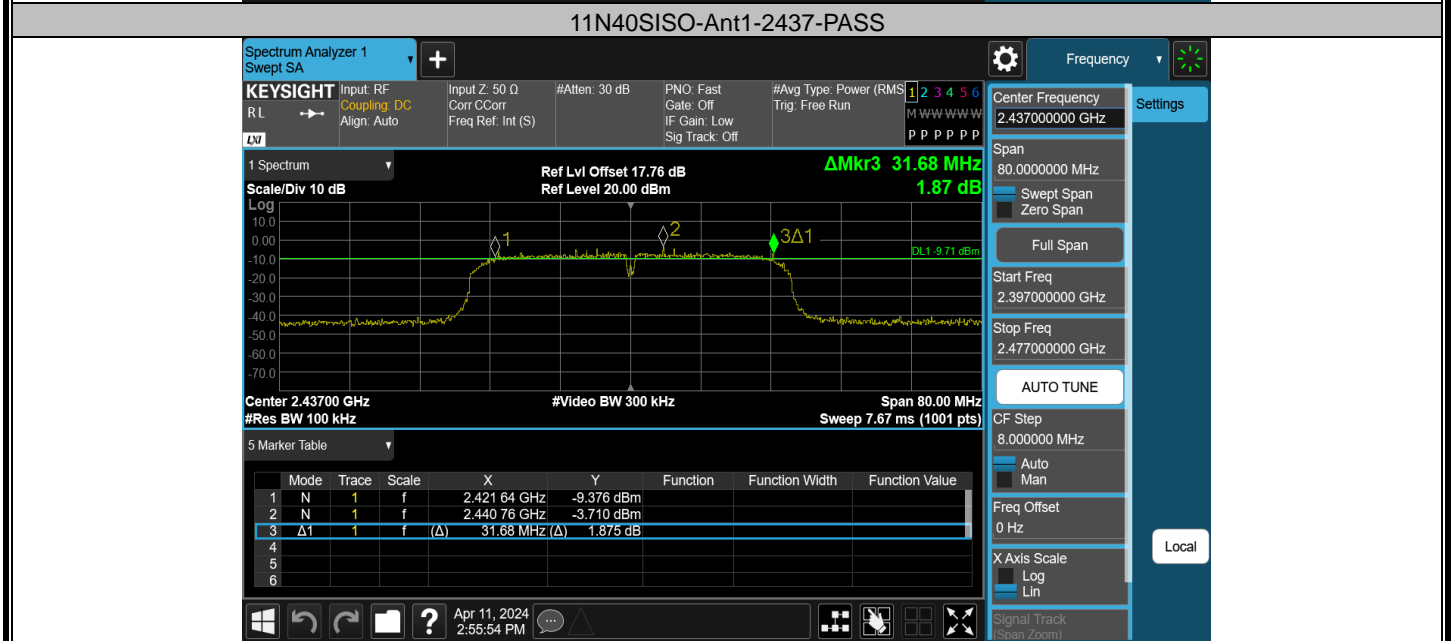 11N40SISO-Ant1-2437-PASS
Spectrum Analyzer 1
Swept SA
+
Frequency
KEYSIGHT
RL
LXI
Input: RF
Coupling: DC
Align: Auto
Input Z: 50 Ω
Corr CCorr
Freq Ref: Int (S)
#Atten: 30 dB
PNO: Fast
Gate: Off
IF Gain: Low
Sig Track: Off
#Avg Type: Power (RMS
Trig: Free Run
1 2 3 4 5 6
M W W W W W
P P P P P P
1 Spectrum
Scale/Div 10 dB
Log
Ref Lvl Offset 17.76 dB
Ref Level 20.00 dBm
ΔMkr3 31.68 MHz
1.87 dB
10.0
0.00
-10.0
-20.0
-30.0
-40.0
-50.0
-60.0
-70.0
1
2
3Δ1
DL1 -9.71 dBm
Center 2.43700 GHz
#Video BW 300 kHz
Span 80.00 MHz
#Res BW 100 kHz
Sweep 7.67 ms (1001 pts)
5 Marker Table
Mode Trace Scale X Y Function Function Width Function Value
1 N 1 f 2.421 64 GHz -9.376 dBm
2 N 1 f 2.440 76 GHz -3.710 dBm
3 Δ1 1 f (Δ) 31.68 MHz (Δ) 1.875 dB
4
5
6
Center Frequency
2.437000000 GHz
Settings
Span
80.0000000 MHz
Swept Span
Zero Span
Full Span
Start Freq
2.397000000 GHz
Stop Freq
2.477000000 GHz
AUTO TUNE
CF Step
8.000000 MHz
Auto
Man
Freq Offset
0 Hz
Local
X Axis Scale
Log
Lin
Signal Track
(Span Zoom)
?
Apr 11, 2024
2:55:54 PM